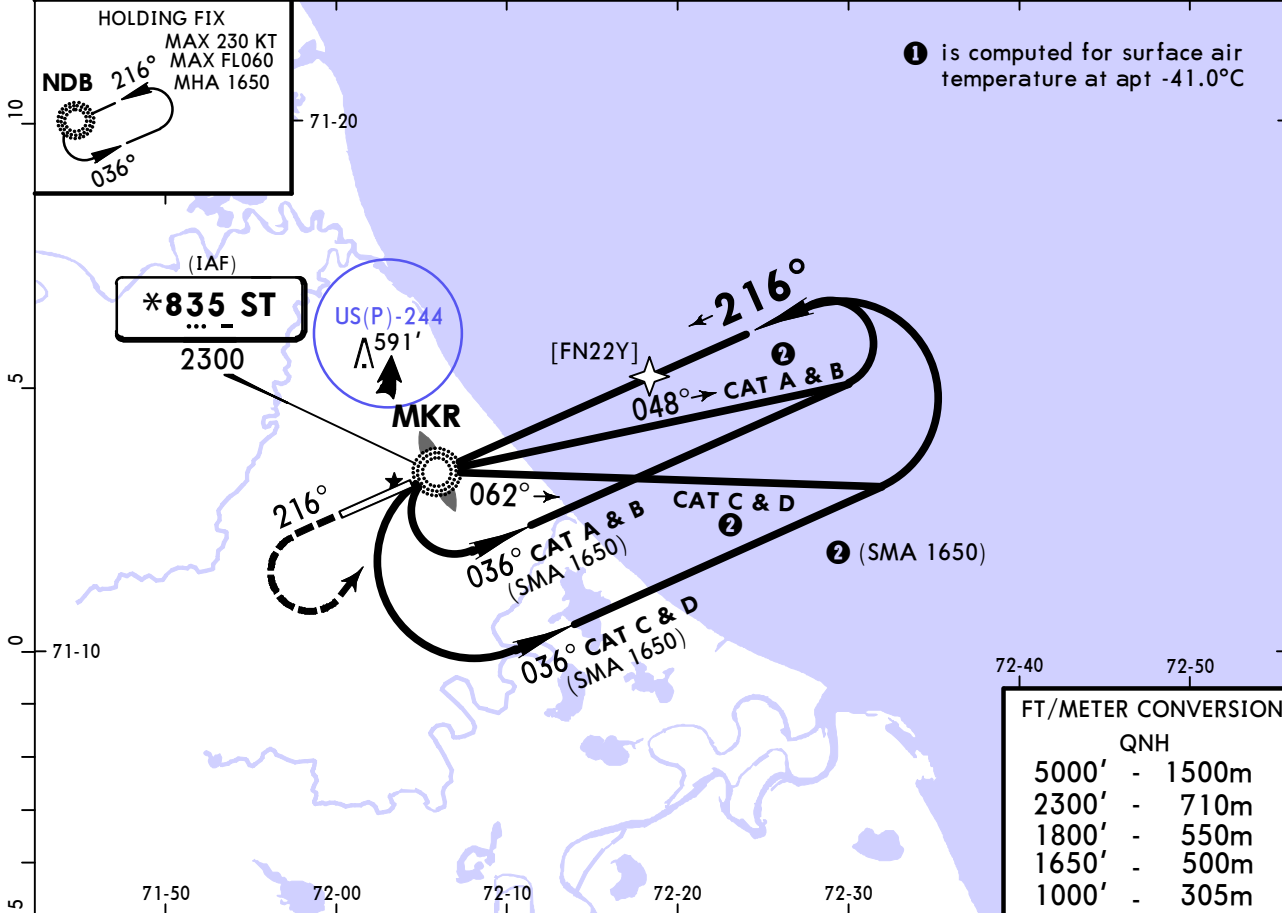 HOLDING FIX
MAX 230 KT
MAX FL060
MHA 1650
NDB
216°
036°
❶ is computed for surface air
temperature at apt -41.0°C
10
71-20
(IAF)
*835 ST
2300
US(P)-244
591'
MKR
216°
[FN22Y]
❷
048° CAT A & B
5
062°
CAT C & D
❷
216°
036° CAT A & B
(SMA 1650)
❷ (SMA 1650)
036° CAT C & D
(SMA 1650)
0
71-10
72-40
72-50
FT/METER CONVERSION
QNH
5000' - 1500m
2300' - 710m
1800' - 550m
1650' - 500m
1000' - 305m
5
71-50
72-00
72-10
72-20
72-30